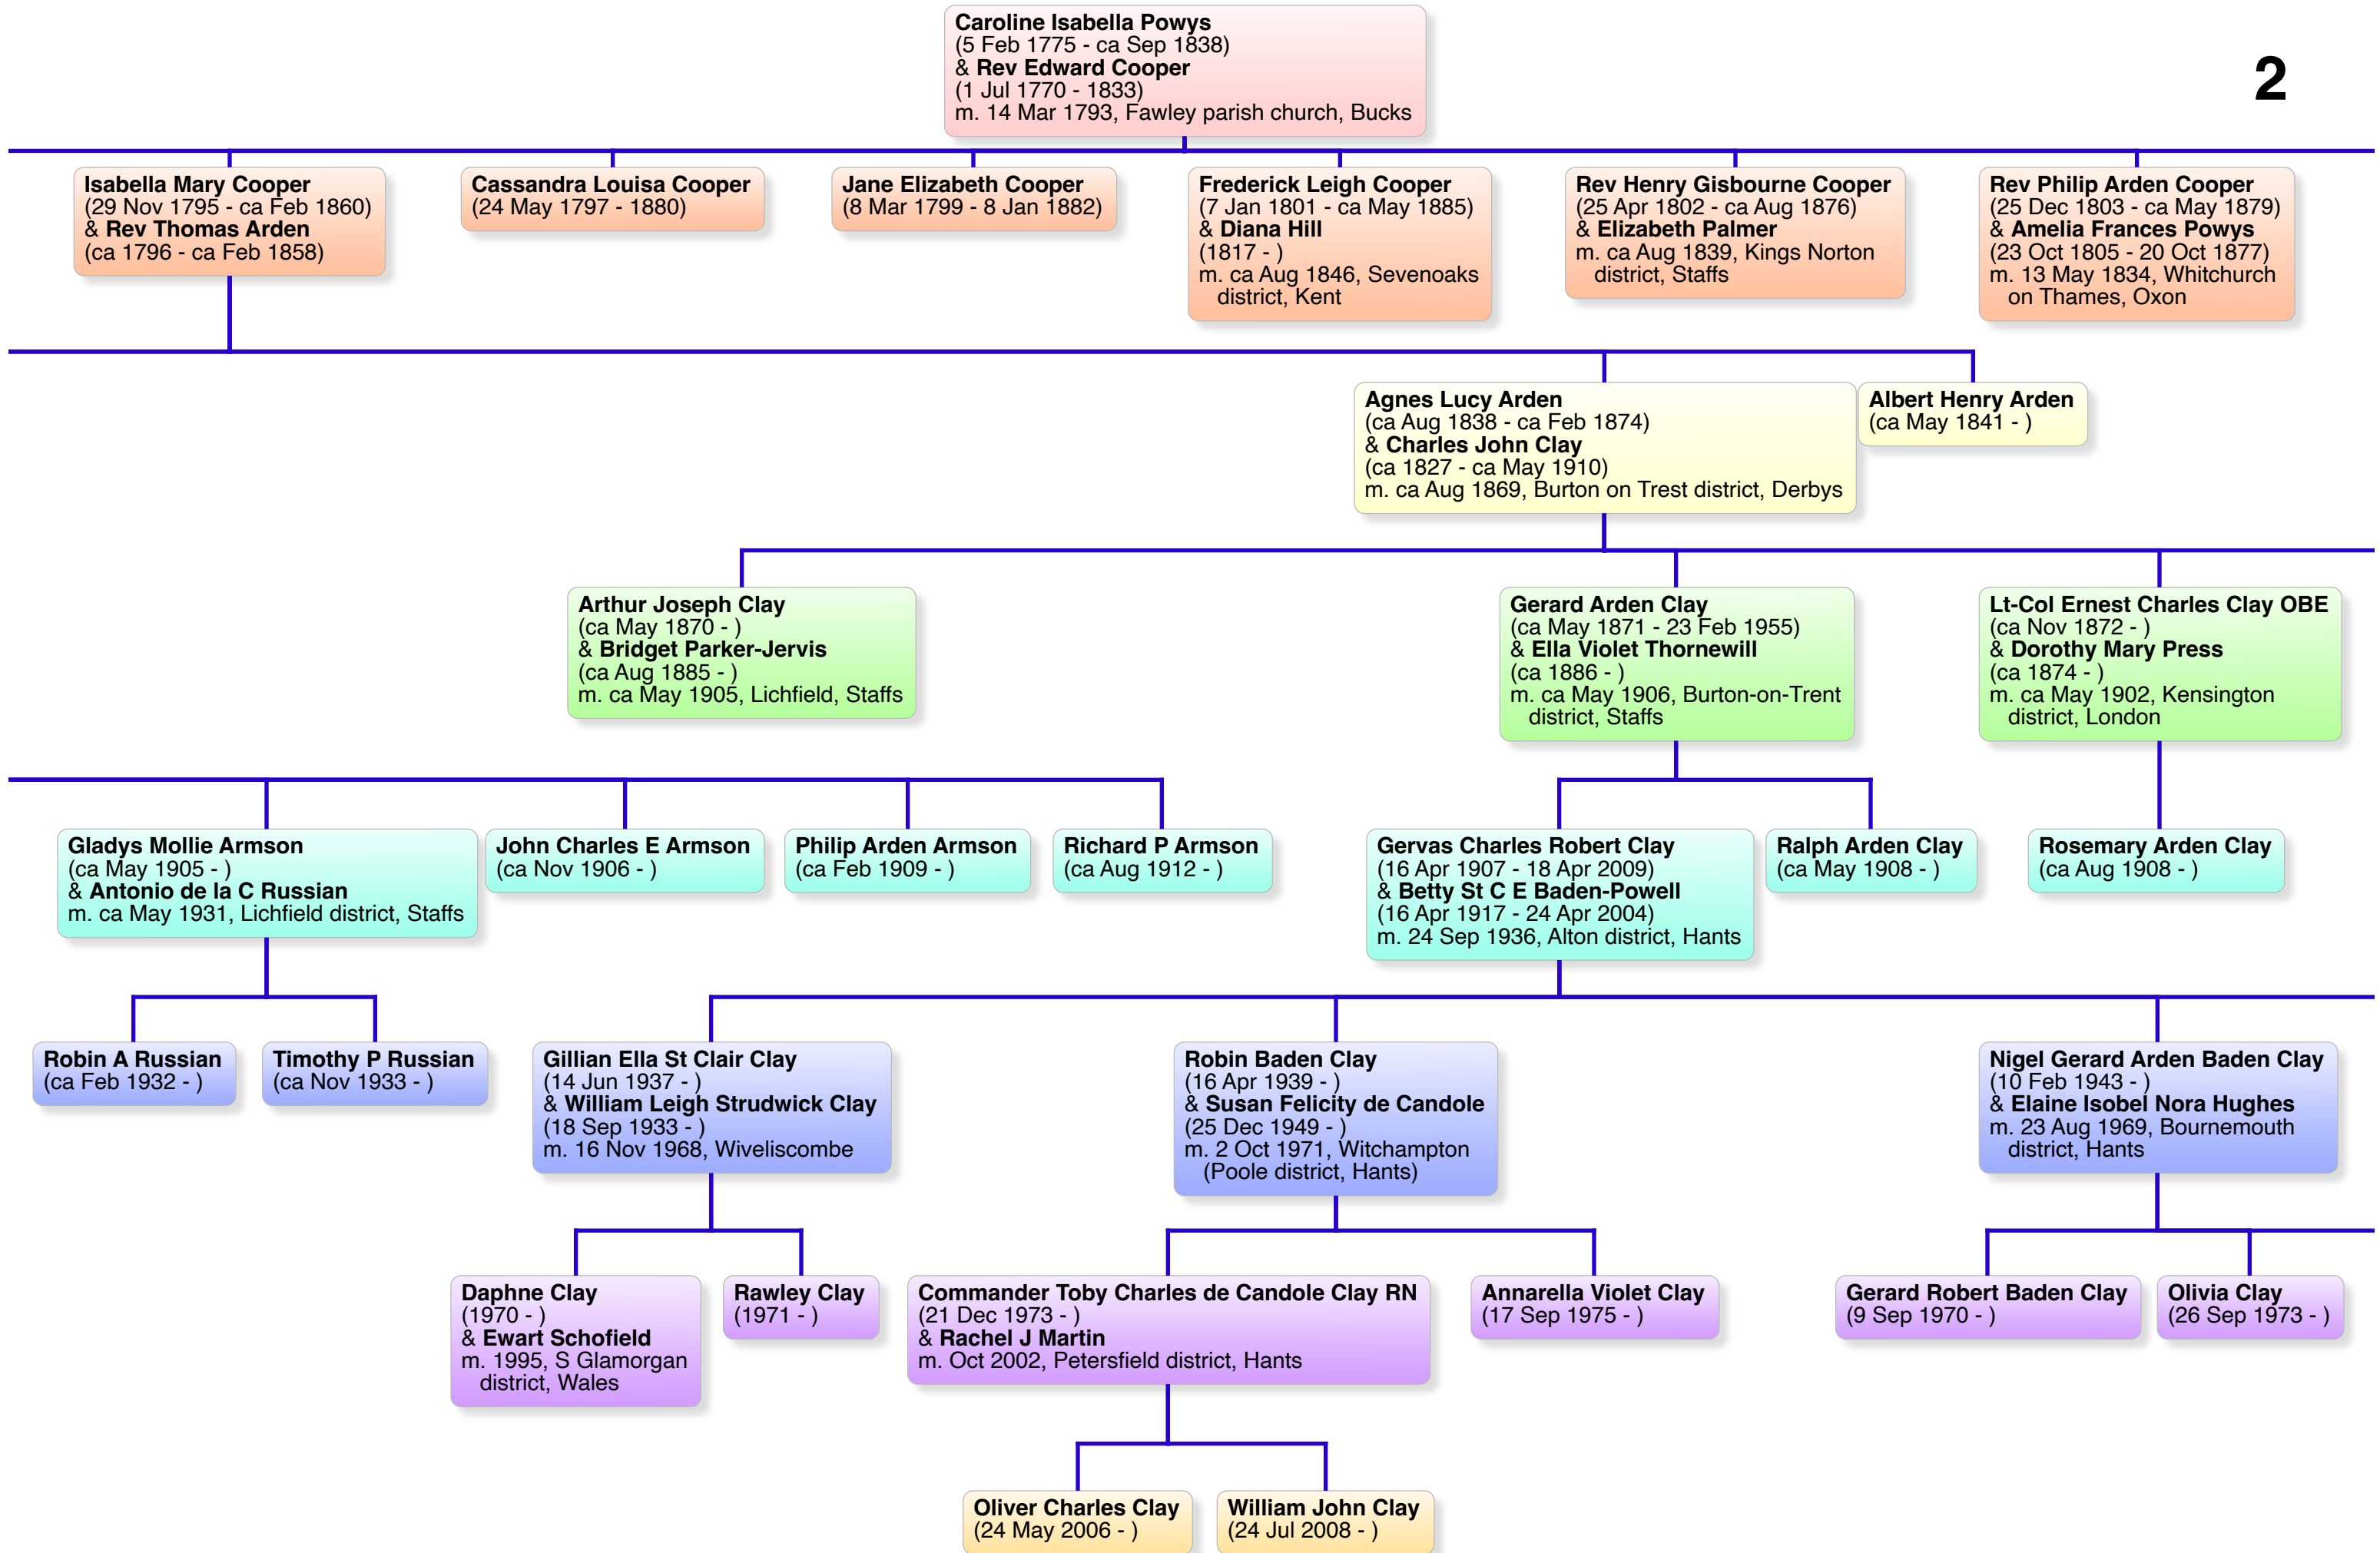 Caroline Isabella Powys
(5 Feb 1775 - ca Sep 1838)
& Rev Edward Cooper
(1 Jul 1770 - 1833)
m. 14 Mar 1793, Fawley parish church, Bucks
2
Isabella Mary Cooper
(29 Nov 1795 - ca Feb 1860)
& Rev Thomas Arden
(ca 1796 - ca Feb 1858)
Cassandra Louisa Cooper
(24 May 1797 - 1880)
Jane Elizabeth Cooper
(8 Mar 1799 - 8 Jan 1882)
Frederick Leigh Cooper
(7 Jan 1801 - ca May 1885)
& Diana Hill
(1817 - )
m. ca Aug 1846, Sevenoaks
district, Kent
Rev Henry Gisbourne Cooper
(25 Apr 1802 - ca Aug 1876)
& Elizabeth Palmer
m. ca Aug 1839, Kings Norton
district, Staffs
Rev Philip Arden Cooper
(25 Dec 1803 - ca May 1879)
& Amelia Frances Powys
(23 Oct 1805 - 20 Oct 1877)
m. 13 May 1834, Whitchurch
on Thames, Oxon
Agnes Lucy Arden
(ca Aug 1838 - ca Feb 1874)
& Charles John Clay
(ca 1827 - ca May 1910)
m. ca Aug 1869, Burton on Trest district, Derbys
Albert Henry Arden
(ca May 1841 - )
Arthur Joseph Clay
(ca May 1870 - )
& Bridget Parker-Jervis
(ca Aug 1885 - )
m. ca May 1905, Lichfield, Staffs
Gerard Arden Clay
(ca May 1871 - 23 Feb 1955)
& Ella Violet Thornewill
(ca 1886 - )
m. ca May 1906, Burton-on-Trent
district, Staffs
Lt-Col Ernest Charles Clay OBE
(ca Nov 1872 - )
& Dorothy Mary Press
(ca 1874 - )
m. ca May 1902, Kensington
district, London
Gladys Mollie Armson
(ca May 1905 - )
& Antonio de la C Russian
m. ca May 1931, Lichfield district, Staffs
John Charles E Armson
(ca Nov 1906 - )
Philip Arden Armson
(ca Feb 1909 - )
Richard P Armson
(ca Aug 1912 - )
Gervas Charles Robert Clay
(16 Apr 1907 - 18 Apr 2009)
& Betty St C E Baden-Powell
(16 Apr 1917 - 24 Apr 2004)
m. 24 Sep 1936, Alton district, Hants
Ralph Arden Clay
(ca May 1908 - )
Rosemary Arden Clay
(ca Aug 1908 - )
Robin A Russian
(ca Feb 1932 - )
Timothy P Russian
(ca Nov 1933 - )
Gillian Ella St Clair Clay
(14 Jun 1937 - )
& William Leigh Strudwick Clay
(18 Sep 1933 - )
m. 16 Nov 1968, Wiveliscombe
Robin Baden Clay
(16 Apr 1939 - )
& Susan Felicity de Candole
(25 Dec 1949 - )
m. 2 Oct 1971, Witchampton
(Poole district, Hants)
Nigel Gerard Arden Baden Clay
(10 Feb 1943 - )
& Elaine Isobel Nora Hughes
m. 23 Aug 1969, Bournemouth
district, Hants
Daphne Clay
(1970 - )
& Ewart Schofield
m. 1995, S Glamorgan
district, Wales
Rawley Clay
(1971 - )
Commander Toby Charles de Candole Clay RN
(21 Dec 1973 - )
& Rachel J Martin
m. Oct 2002, Petersfield district, Hants
Annarella Violet Clay
(17 Sep 1975 - )
Gerard Robert Baden Clay
(9 Sep 1970 - )
Olivia Clay
(26 Sep 1973 - )
Oliver Charles Clay
(24 May 2006 - )
William John Clay
(24 Jul 2008 - )